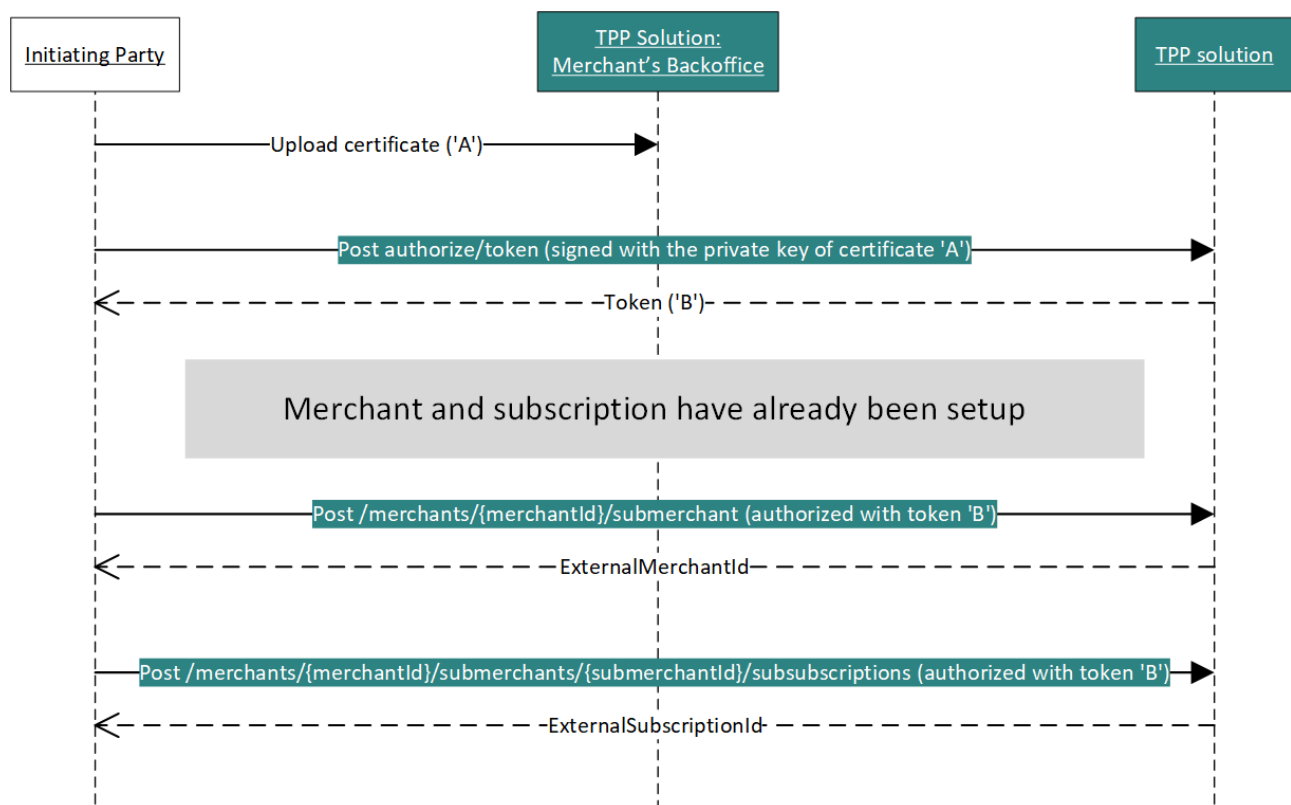 Initiating Party
TPP Solution:
Merchant’s Backoffice
TPP solution
Upload certificate ('A')
Post authorize/token (signed with the private key of certificate 'A')
Token ('B')
Merchant and subscription have already been setup
Post /merchants/{merchantId}/submerchant (authorized with token 'B')
ExternalMerchantId
Post /merchants/{merchantId}/submerchants/{submerchantId}/subsubscriptions (authorized with token 'B')
ExternalSubscriptionId